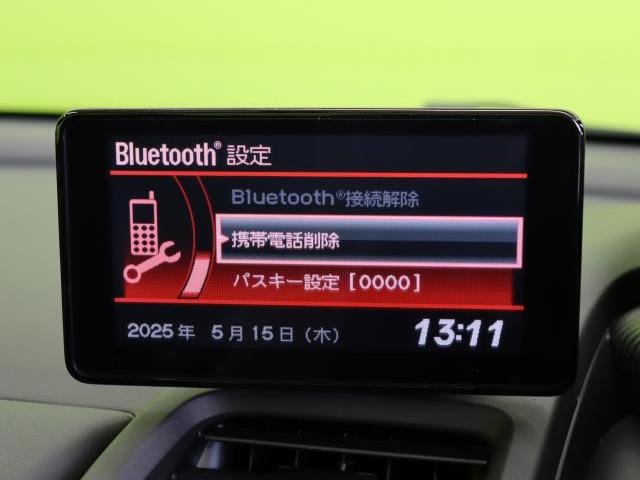 Bluetooth® 設定
Bluetooth®接続解除
携帯電話削除
パスキー設定［0000］
2025年 5月15日（木） 13:11